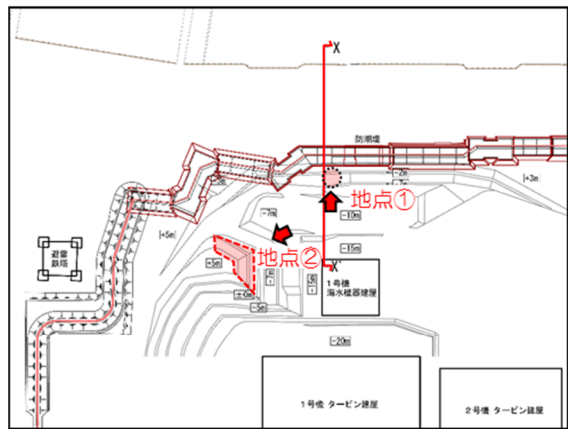 X
防潮堤
-2m
+3m
地点①
-7m
-10m
+5m
地点②
-15m
避雷
鉄塔
+5m
X'
1号機
海水機器建屋
±0m
-5m
-20m
1号機 タービン建屋
2号機 タービン建屋